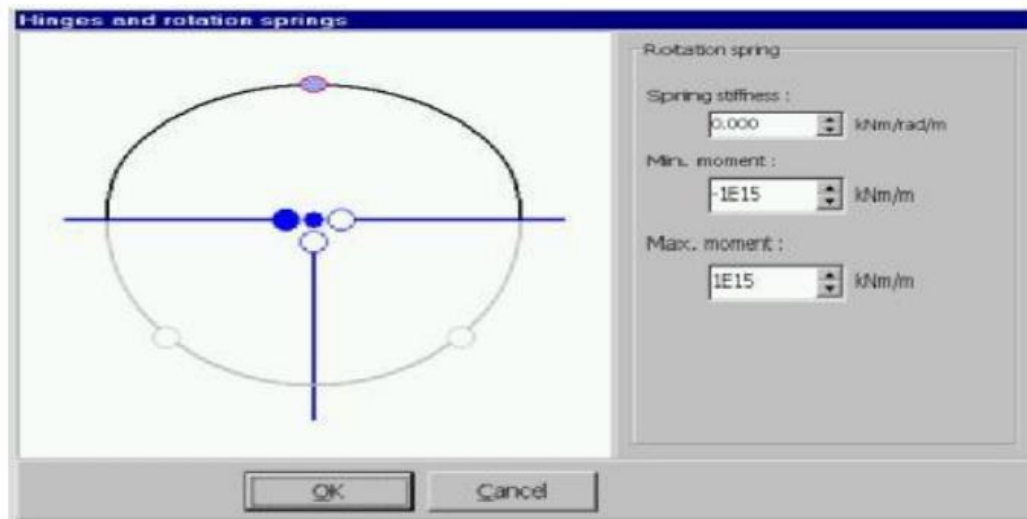 Hinges and rotation springs
Rotation spring
Spring stiffness :
0.000 kNm/rad/m
Min. moment :
-1E15 kNm/m
Max. moment :
1E15 kNm/m
OK Cancel